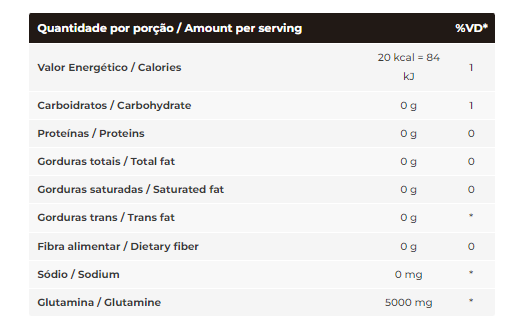 Quantidade por porção / Amount per serving %VD*
Valor Energético / Calories 20 kcal = 84 kJ 1
Carboidratos / Carbohydrate 0 g 1
Proteínas / Proteins 0 g 0
Gorduras totais / Total fat 0 g 0
Gorduras saturadas / Saturated fat 0 g 0
Gorduras trans / Trans fat 0 g *
Fibra alimentar / Dietary fiber 0 g 0
Sódio / Sodium 0 mg *
Glutamina / Glutamine 5000 mg *